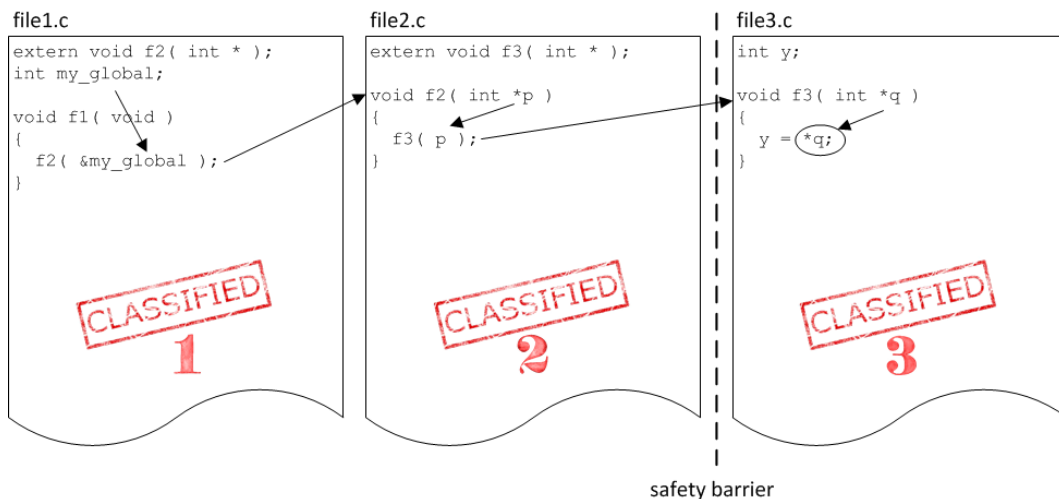 file1.c
extern void f2( int * );
int my_global;
void f1( void )
{
f2( &my_global );
}
CLASSIFIED
1
file2.c
extern void f3( int * );
void f2( int *p )
{
f3( p );
}
CLASSIFIED
2
file3.c
int y;
void f3( int *q )
{
y = *q;
}
CLASSIFIED
3
safety barrier